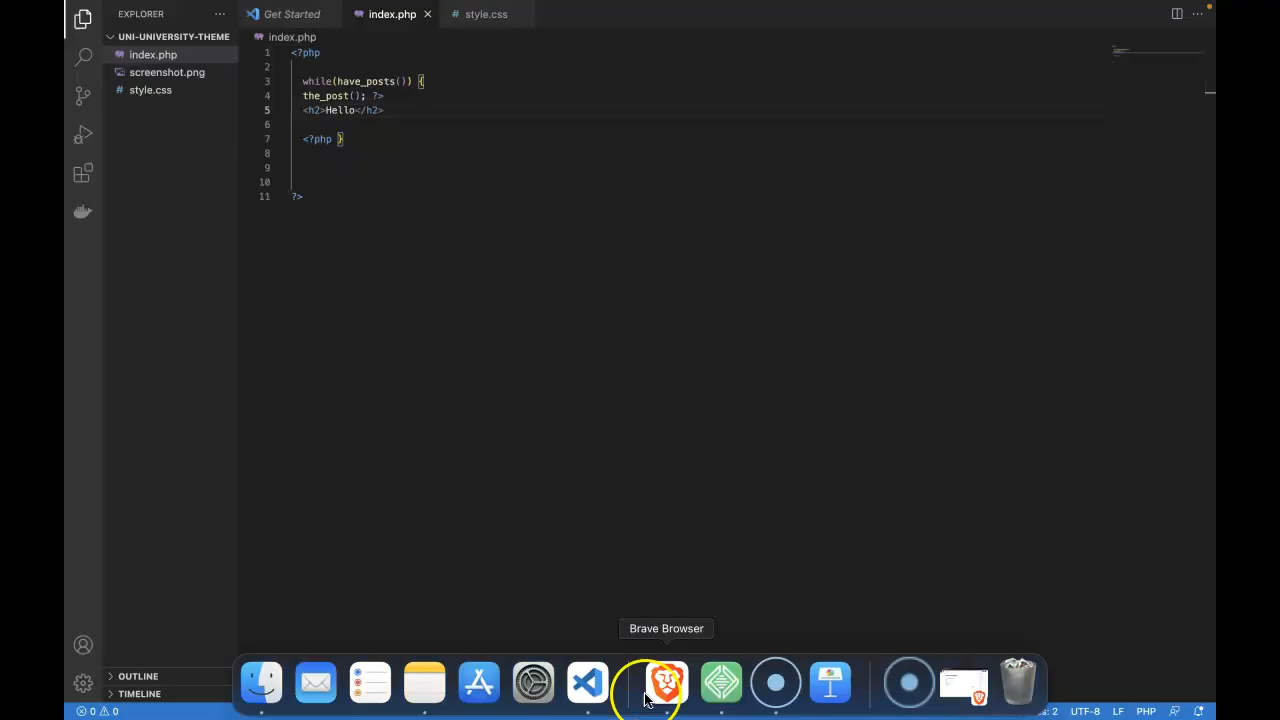 EXPLORER
Get Started
index.php
style.css
UNI-UNIVERSITY-THEME
index.php
index.php
screenshot.png
style.css
1 <?php
2
3 while(have_posts()) {
4 the_post(); ?>
5 <h2>Hello</h2>
6
7 <?php }
8
9
10
11 ?>
Brave Browser
OUTLINE
TIMELINE
0 0
UTF-8
LF
PHP